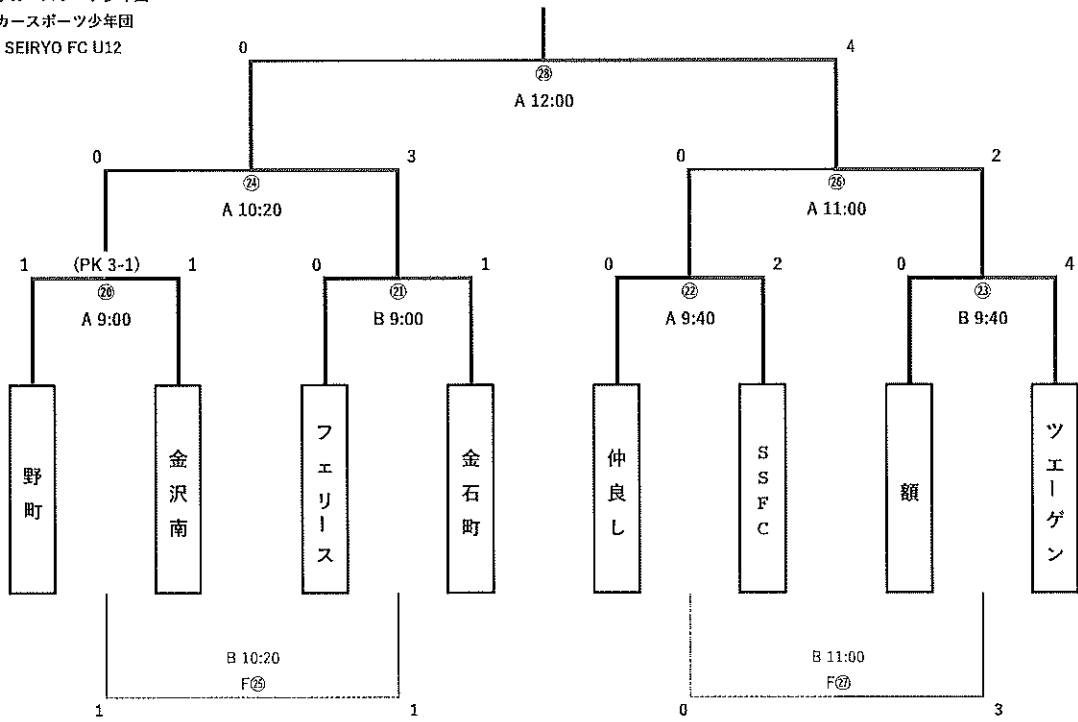 カースポーツ少年団
SEIRYO FC U12
0 4
㉘
A 12:00
0 3 0 2
㉔ ㉖
A 10:20 A 11:00
1 (PK 3-1) 1 0 1 0 2 0 4
⑳ ㉑ ㉒ ㉓
A 9:00 B 9:00 A 9:40 B 9:40
野町
金沢南
フェリース
金石町
仲良し
SSFC
額
ツエーゲン
B 10:20 B 11:00
F㉕ F㉗
1 1 0 3